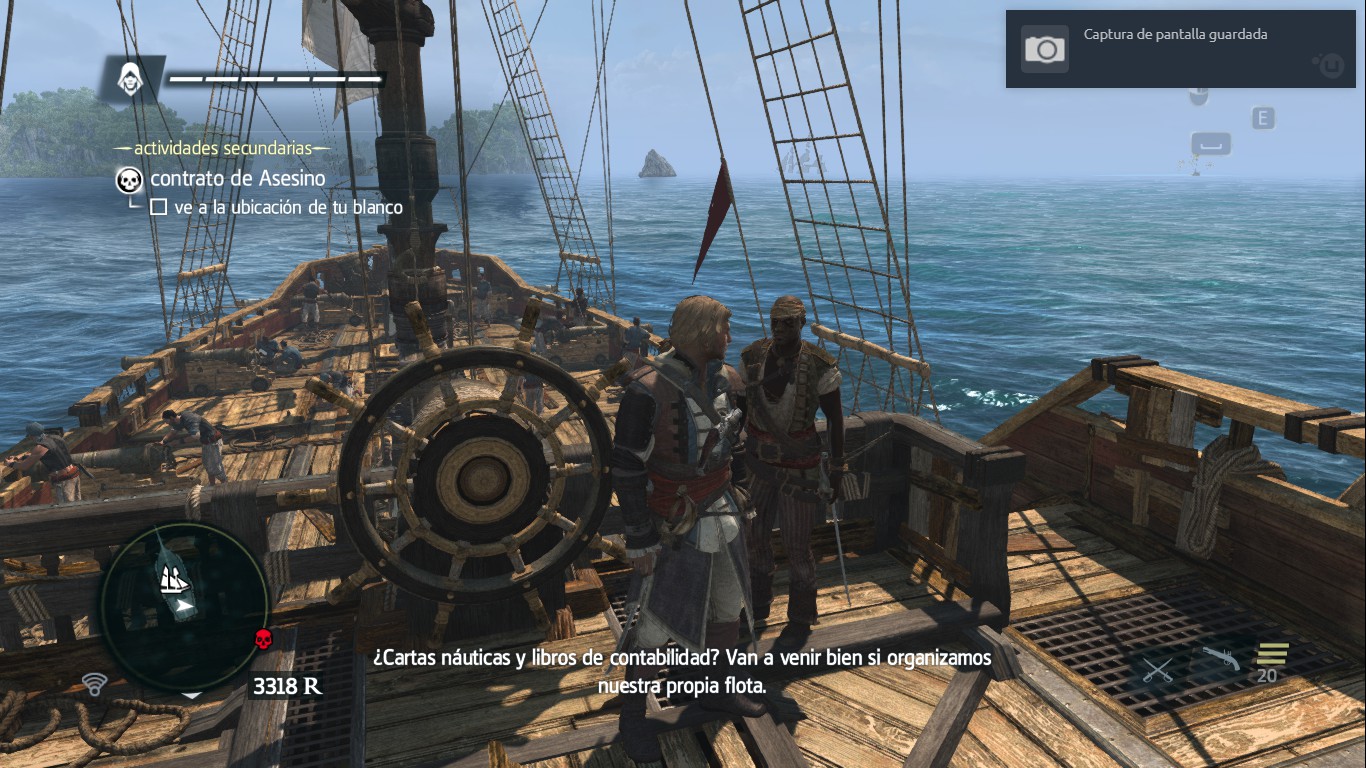 Captura de pantalla guardada
E
actividades secundarias
contrato de Asesino
ve a la ubicación de tu blanco
3318 R
¿Cartas náuticas y libros de contabilidad? Van a venir bien si organizamos
nuestra propia flota.
20